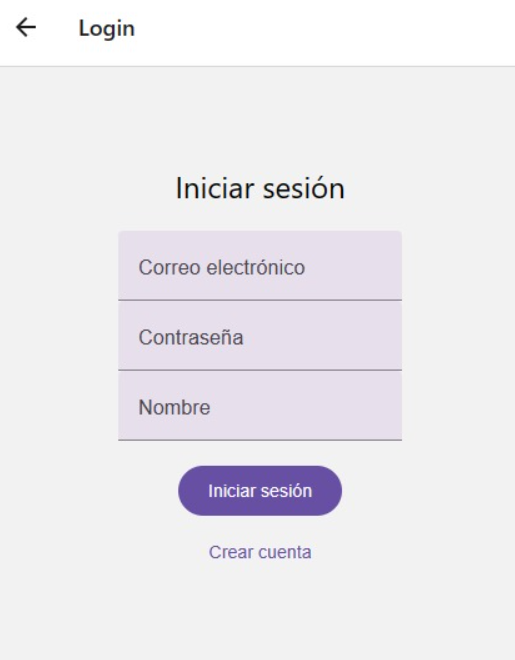 Login
Iniciar sesión
Correo electrónico
Contraseña
Nombre
Iniciar sesión
Crear cuenta